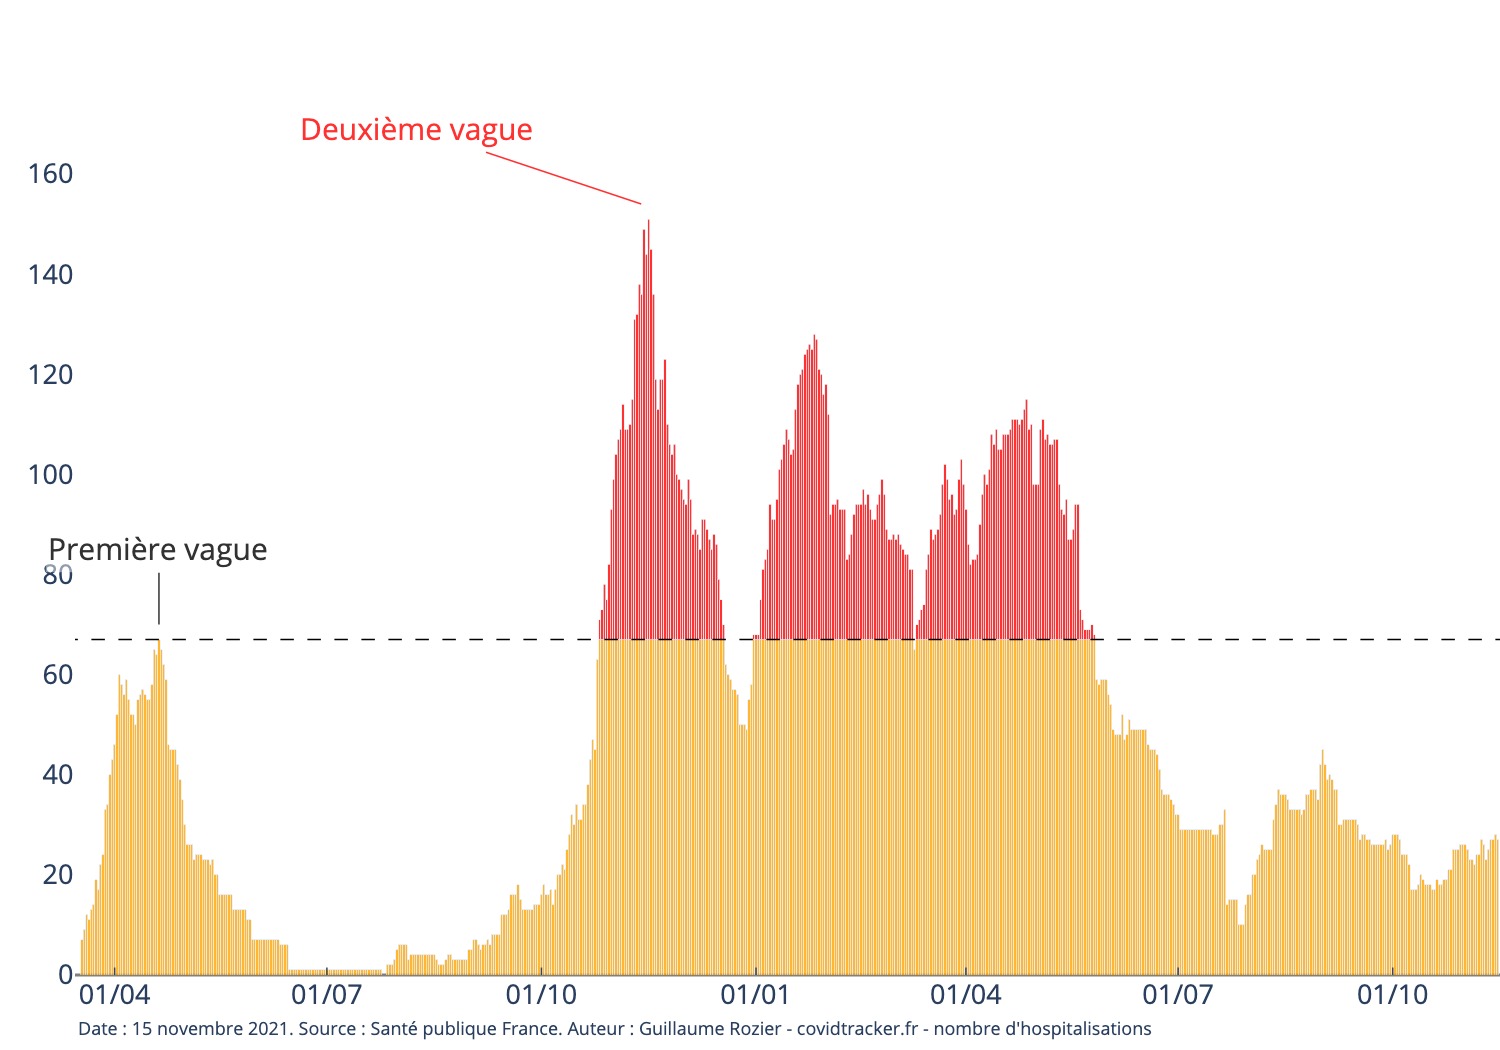 Deuxième vague
160
140
120
100
Première vague
80
60
40
20
0
01/04 01/07 01/10 01/01 01/04 01/07 01/10
Date : 15 novembre 2021. Source : Santé publique France. Auteur : Guillaume Rozier - covidtracker.fr - nombre d'hospitalisations